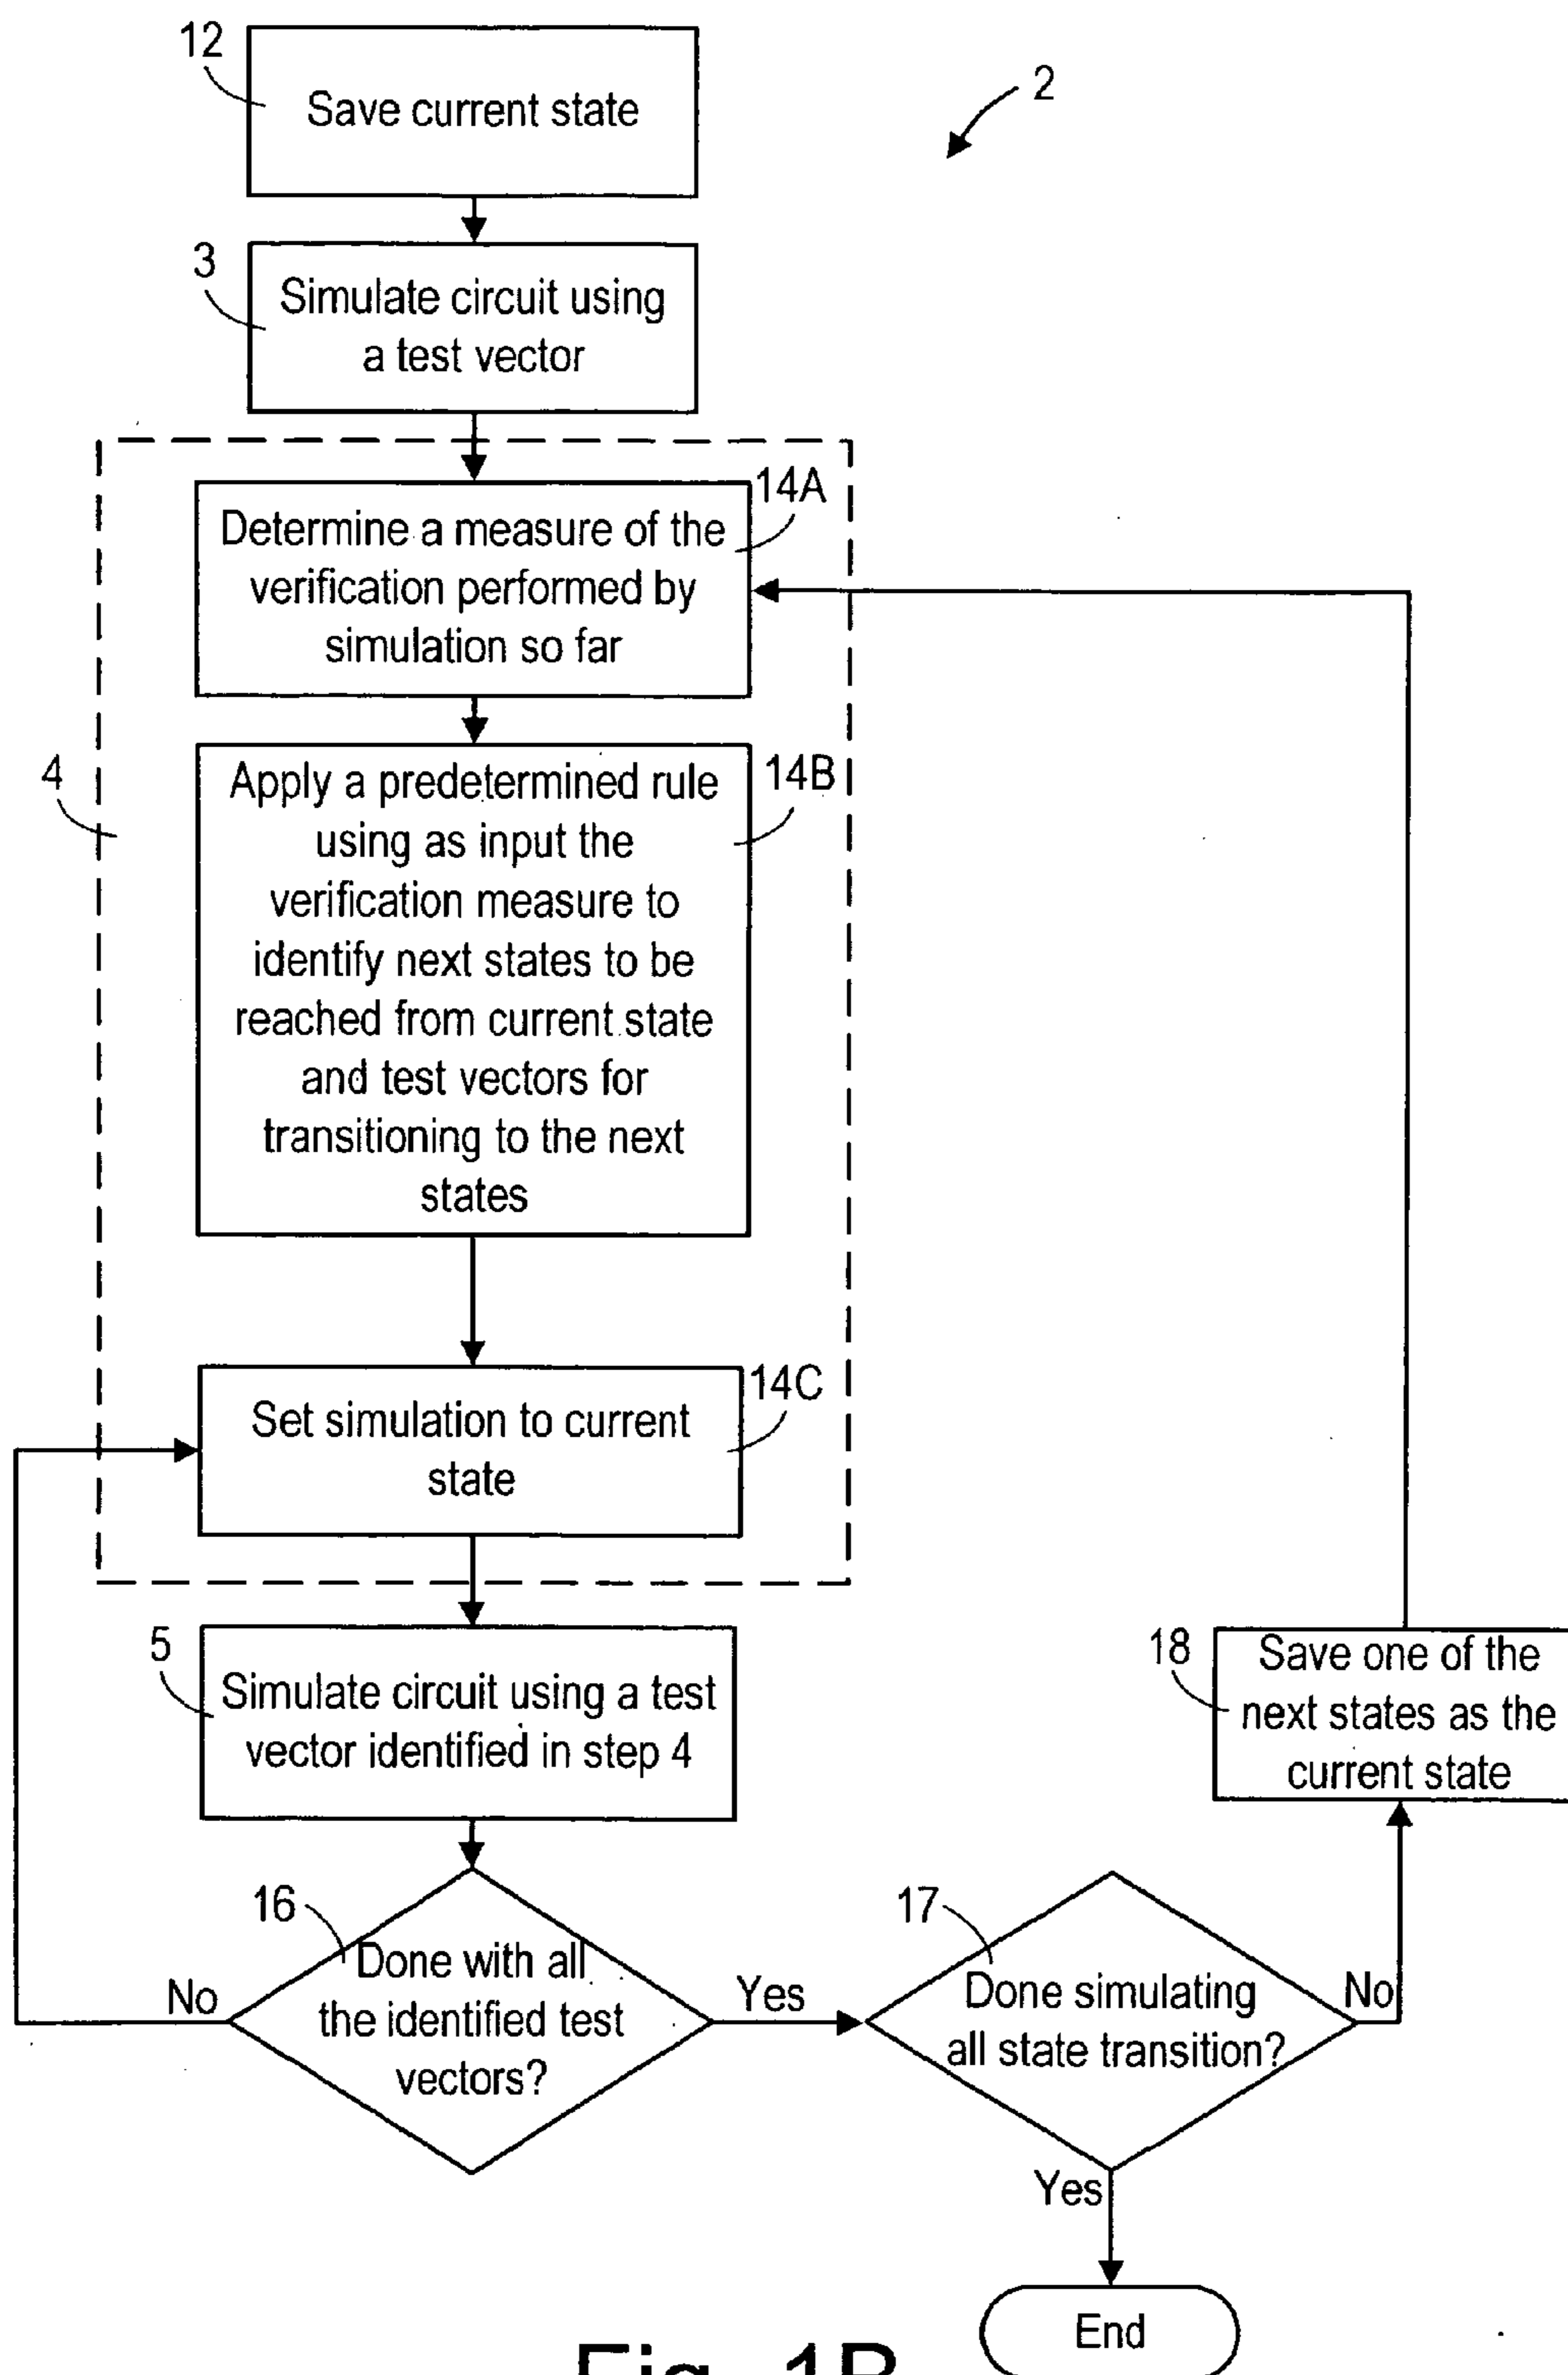 12
Save current state
2
3
Simulate circuit using
a test vector
4
14A
Determine a measure of the
verification performed by
simulation so far
14B
Apply a predetermined rule
using as input the
verification measure to
identify next states to be
reached from current state
and test vectors for
transitioning to the next
states
14C
Set simulation to current
state
5
Simulate circuit using a test
vector identified in step 4
18
Save one of the
next states as the
current state
16
Done with all
the identified test
vectors?
No
Yes
17
Done simulating
all state transition?
No
Yes
End
Fig. 1B